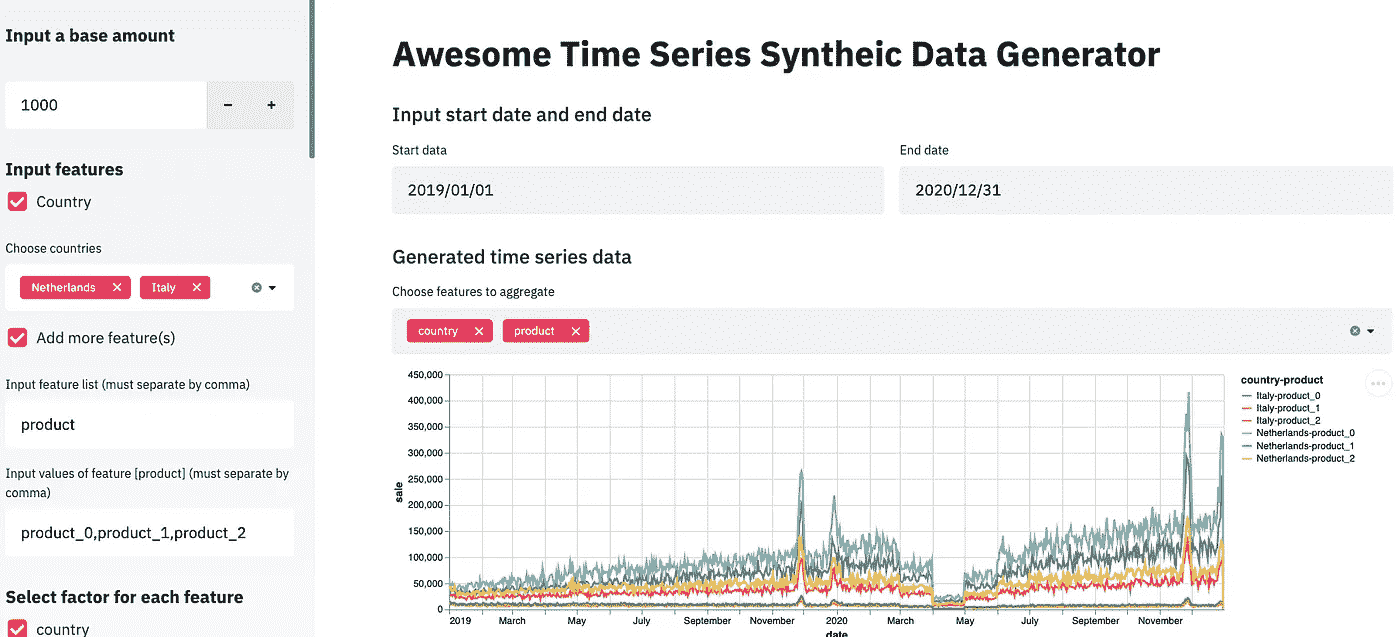 Input a base amount
1000
−
+
Input features
Country
Choose countries
Netherlands
Italy
Add more feature(s)
Input feature list (must separate by comma)
product
Input values of feature [product] (must separate by
comma)
product_0,product_1,product_2
Select factor for each feature
country
Awesome Time Series Syntheic Data Generator
Input start date and end date
Start data
End date
2019/01/01
2020/12/31
Generated time series data
Choose features to aggregate
country
product
450,000
400,000
350,000
300,000
250,000
200,000
150,000
100,000
50,000
0
sale
2019 March May July September November 2020 March May July September November
date
country-product
Italy-product_0
Italy-product_1
Italy-product_2
Netherlands-product_0
Netherlands-product_1
Netherlands-product_2